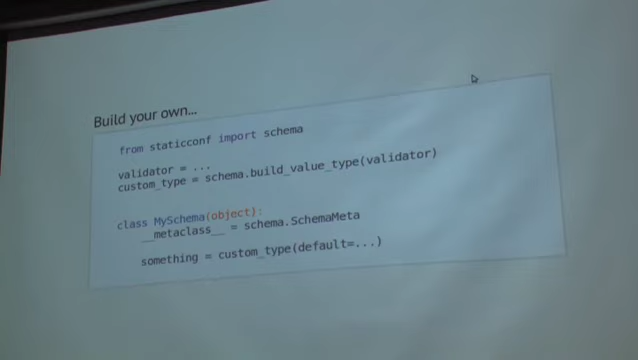 Build your own...
from staticconf import schema
validator = ...
custom_type = schema.build_value_type(validator)
class MySchema(object):
__metaclass__ = schema.SchemaMeta
something = custom_type(default=...)